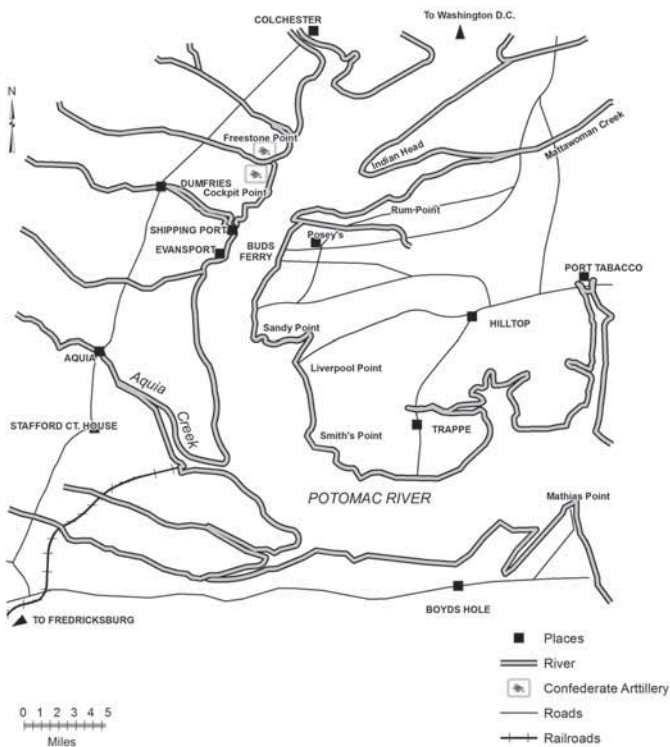 COLCHESTER
To Washington D.C.
N
Freestone Point
Indian Head
Mattawoman Creek
DUMFRIES
Cockpit Point
Rum-Point
SHIPPING PORT
Posey's
EVANSPORT
BUDS
FERRY
PORT TABACCO
Sandy Point
HILLTOP
AQUIA
Liverpool Point
Aquia
Creek
STAFFORD CT. HOUSE
TRAPPE
Smith's Point
POTOMAC RIVER
Mathias Point
BOYDS HOLE
TO FREDRICKSBURG
Places
River
Confederate Arttillery
Roads
Railroads
0 1 2 3 4 5
Miles